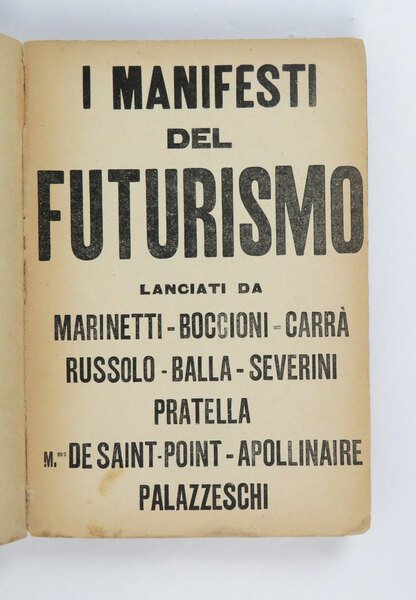 I MANIFESTI
DEL
FUTURISMO
LANCIATI DA
MARINETTI - BOCCIONI - CARRÀ
RUSSOLO - BALLA - SEVERINI
PRATELLA
M.me DE SAINT-POINT - APOLLINAIRE
PALAZZESCHI